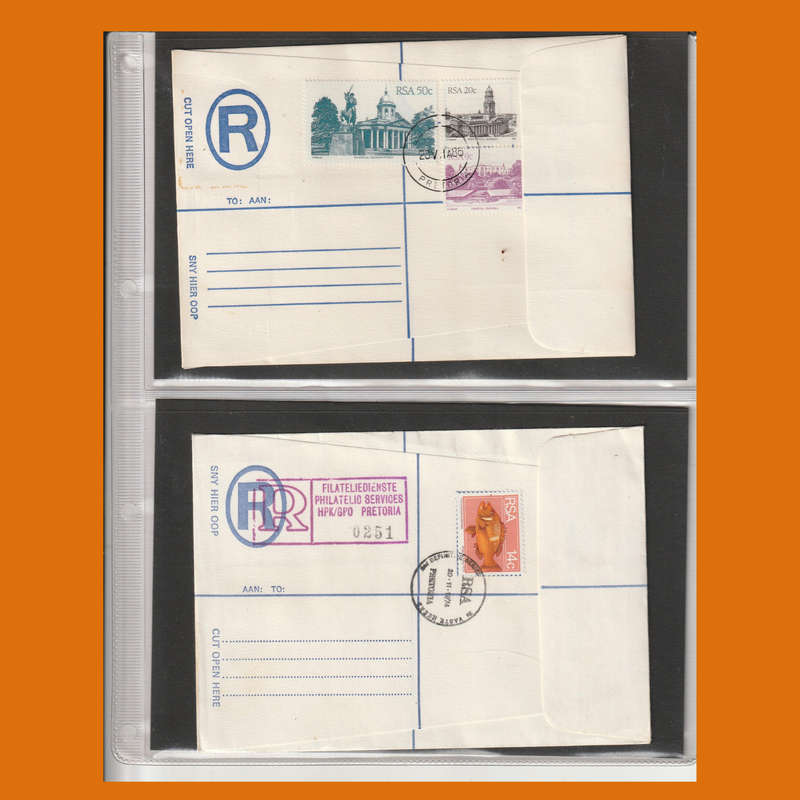 CUT OPEN HERE
R
RSA 50c
RSA 20c
PRETORIA
TO: AAN:
SNY HIER OOP
SNY HIER OOP
R
R
FILATELIEDIENSTE
PHILATELIC SERVICES
HPK/GPO PRETORIA
0251
RSA
14c
RSA
PRETORIA
AAN: TO:
CUT OPEN HERE